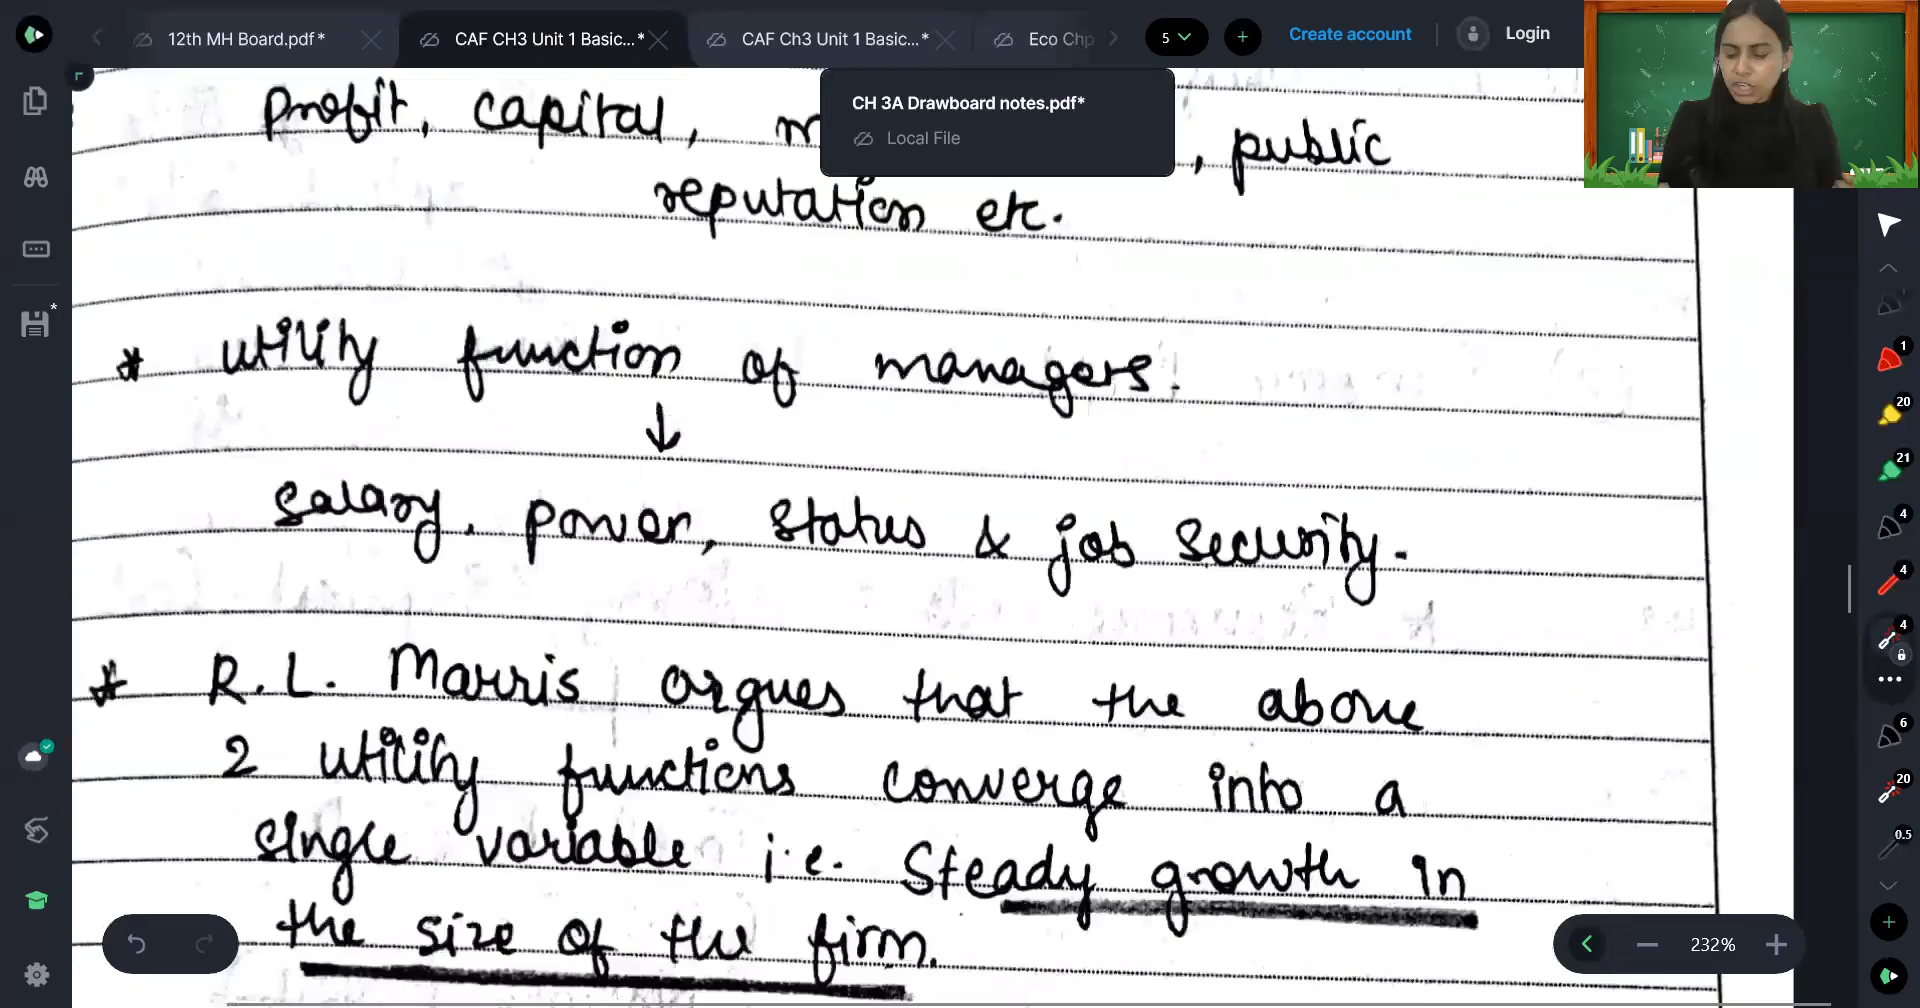 12th MH Board.pdf*
CAF CH3 Unit 1 Basic...*
CAF Ch3 Unit 1 Basic...*
Eco Chp
5
Create account
Login
CH 3A Drawboard notes.pdf*
Local File
Profit, capital, , public
reputation etc.
* utility function of managers.
↓
Salary, power, status & job security.
* R.L. Marris argues that the above
2 utility functions converge into a
single variable i.e. Steady growth in
the size of the firm.
1
20
21
4
4
4
6
20
0.5
232%